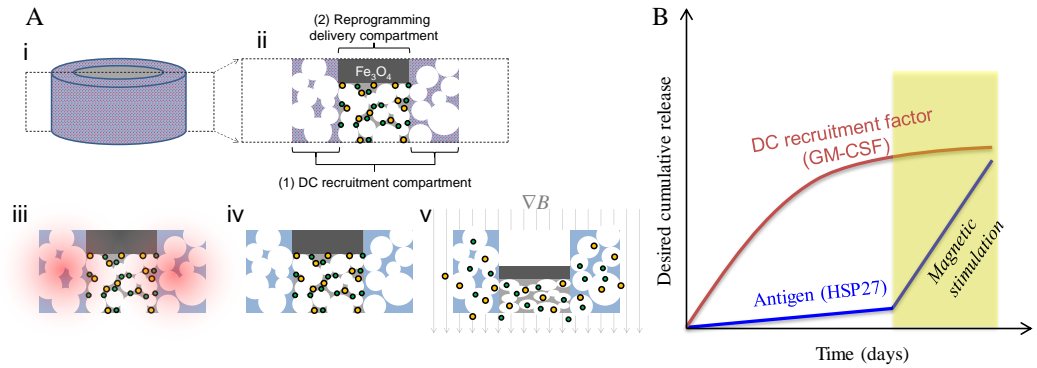 A
i
ii
(2) Reprogramming
delivery compartment
Fe₃O₄
(1) DC recruitment compartment
iii
iv
v
∇B
B
Desired cumulative release
DC recruitment factor
(GM-CSF)
Antigen (HSP27)
Magnetic
stimulation
Time (days)